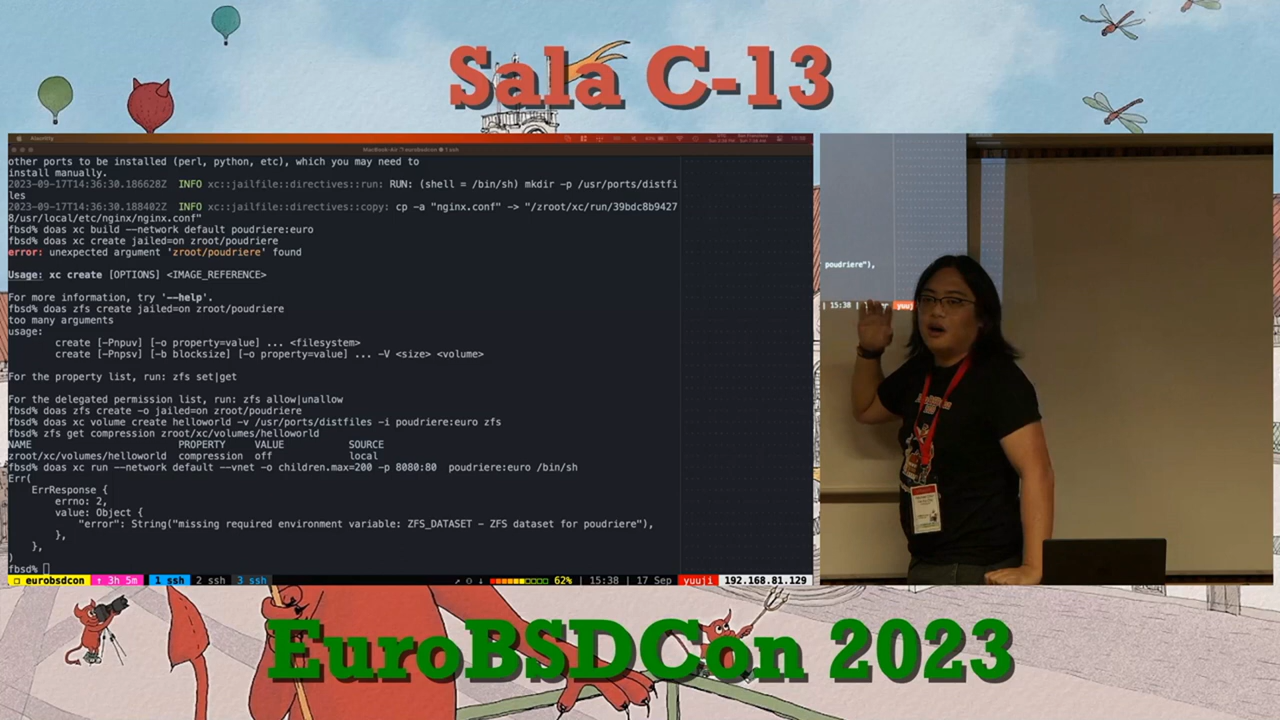 Sala C-13
other ports to be installed (perl, python, etc), which you may need to
install manually.
2023-09-17T14:36:30.186628Z  INFO xc::jailfile::directives::run: RUN: (shell = /bin/sh) mkdir -p /usr/ports/distfi
les
2023-09-17T14:36:30.188402Z  INFO xc::jailfile::directives::copy: cp -a "nginx.conf" -> "/zroot/xc/run/39bdc8b9427
8/usr/local/etc/nginx/nginx.conf"
fbsd% doas xc build --network default poudriere:euro
fbsd% doas xc create jailed=on zroot/poudriere
error: unexpected argument 'zroot/poudriere' found
Usage: xc create [OPTIONS] <IMAGE_REFERENCE>
For more information, try '--help'.
fbsd% doas zfs create jailed=on zroot/poudriere
too many arguments
usage:
create [-Pnpuv] [-o property=value] ... <filesystem>
create [-Pnpsv] [-b blocksize] [-o property=value] ... -V <size> <volume>
For the property list, run: zfs set|get
For the delegated permission list, run: zfs allow|unallow
fbsd% doas zfs create -o jailed=on zroot/poudriere
fbsd% doas xc volume create helloworld -v /usr/ports/distfiles -i poudriere:euro zfs
fbsd% zfs get compression zroot/xc/volumes/helloworld
NAME PROPERTY VALUE SOURCE
zroot/xc/volumes/helloworld compression off local
fbsd% doas xc run --network default --vnet -o children.max=200 -p 8080:80  poudriere:euro /bin/sh
Err(
ErrResponse {
errno: 2,
value: Object {
"error": String("missing required environment variable: ZFS_DATASET - ZFS dataset for poudriere"),
},
},
)
fbsd%
eurobsdcon ↑ 3h 5m 1 ssh 2 ssh 3 ssh 62% | 15:38 | 17 Sep yuuji 192.168.81.129
poudriere"),
| 15:38 | yuuj
EuroBSDCon 2023